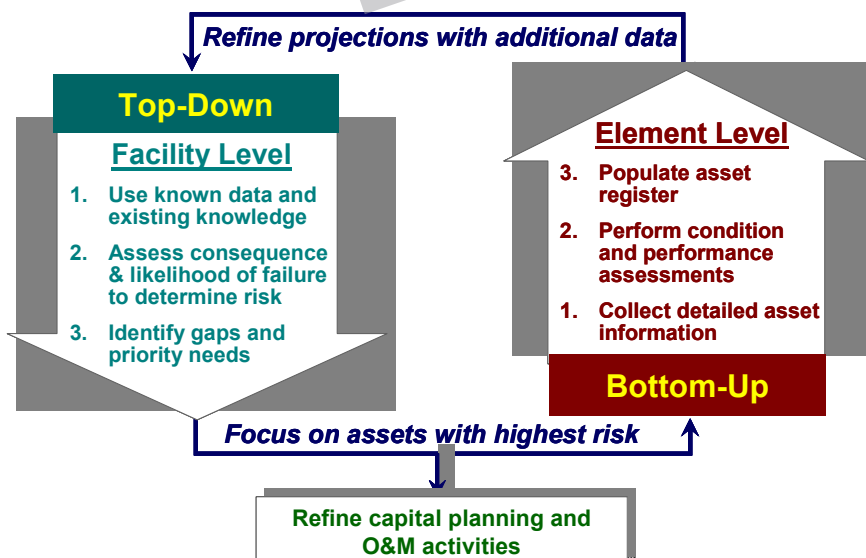 Refine projections with additional data
Top-Down
Facility Level
1. Use known data and
existing knowledge
2. Assess consequence
& likelihood of failure
to determine risk
3. Identify gaps and
priority needs
Element Level
3. Populate asset
register
2. Perform condition
and performance
assessments
1. Collect detailed asset
information
Bottom-Up
Focus on assets with highest risk
Refine capital planning and
O&M activities